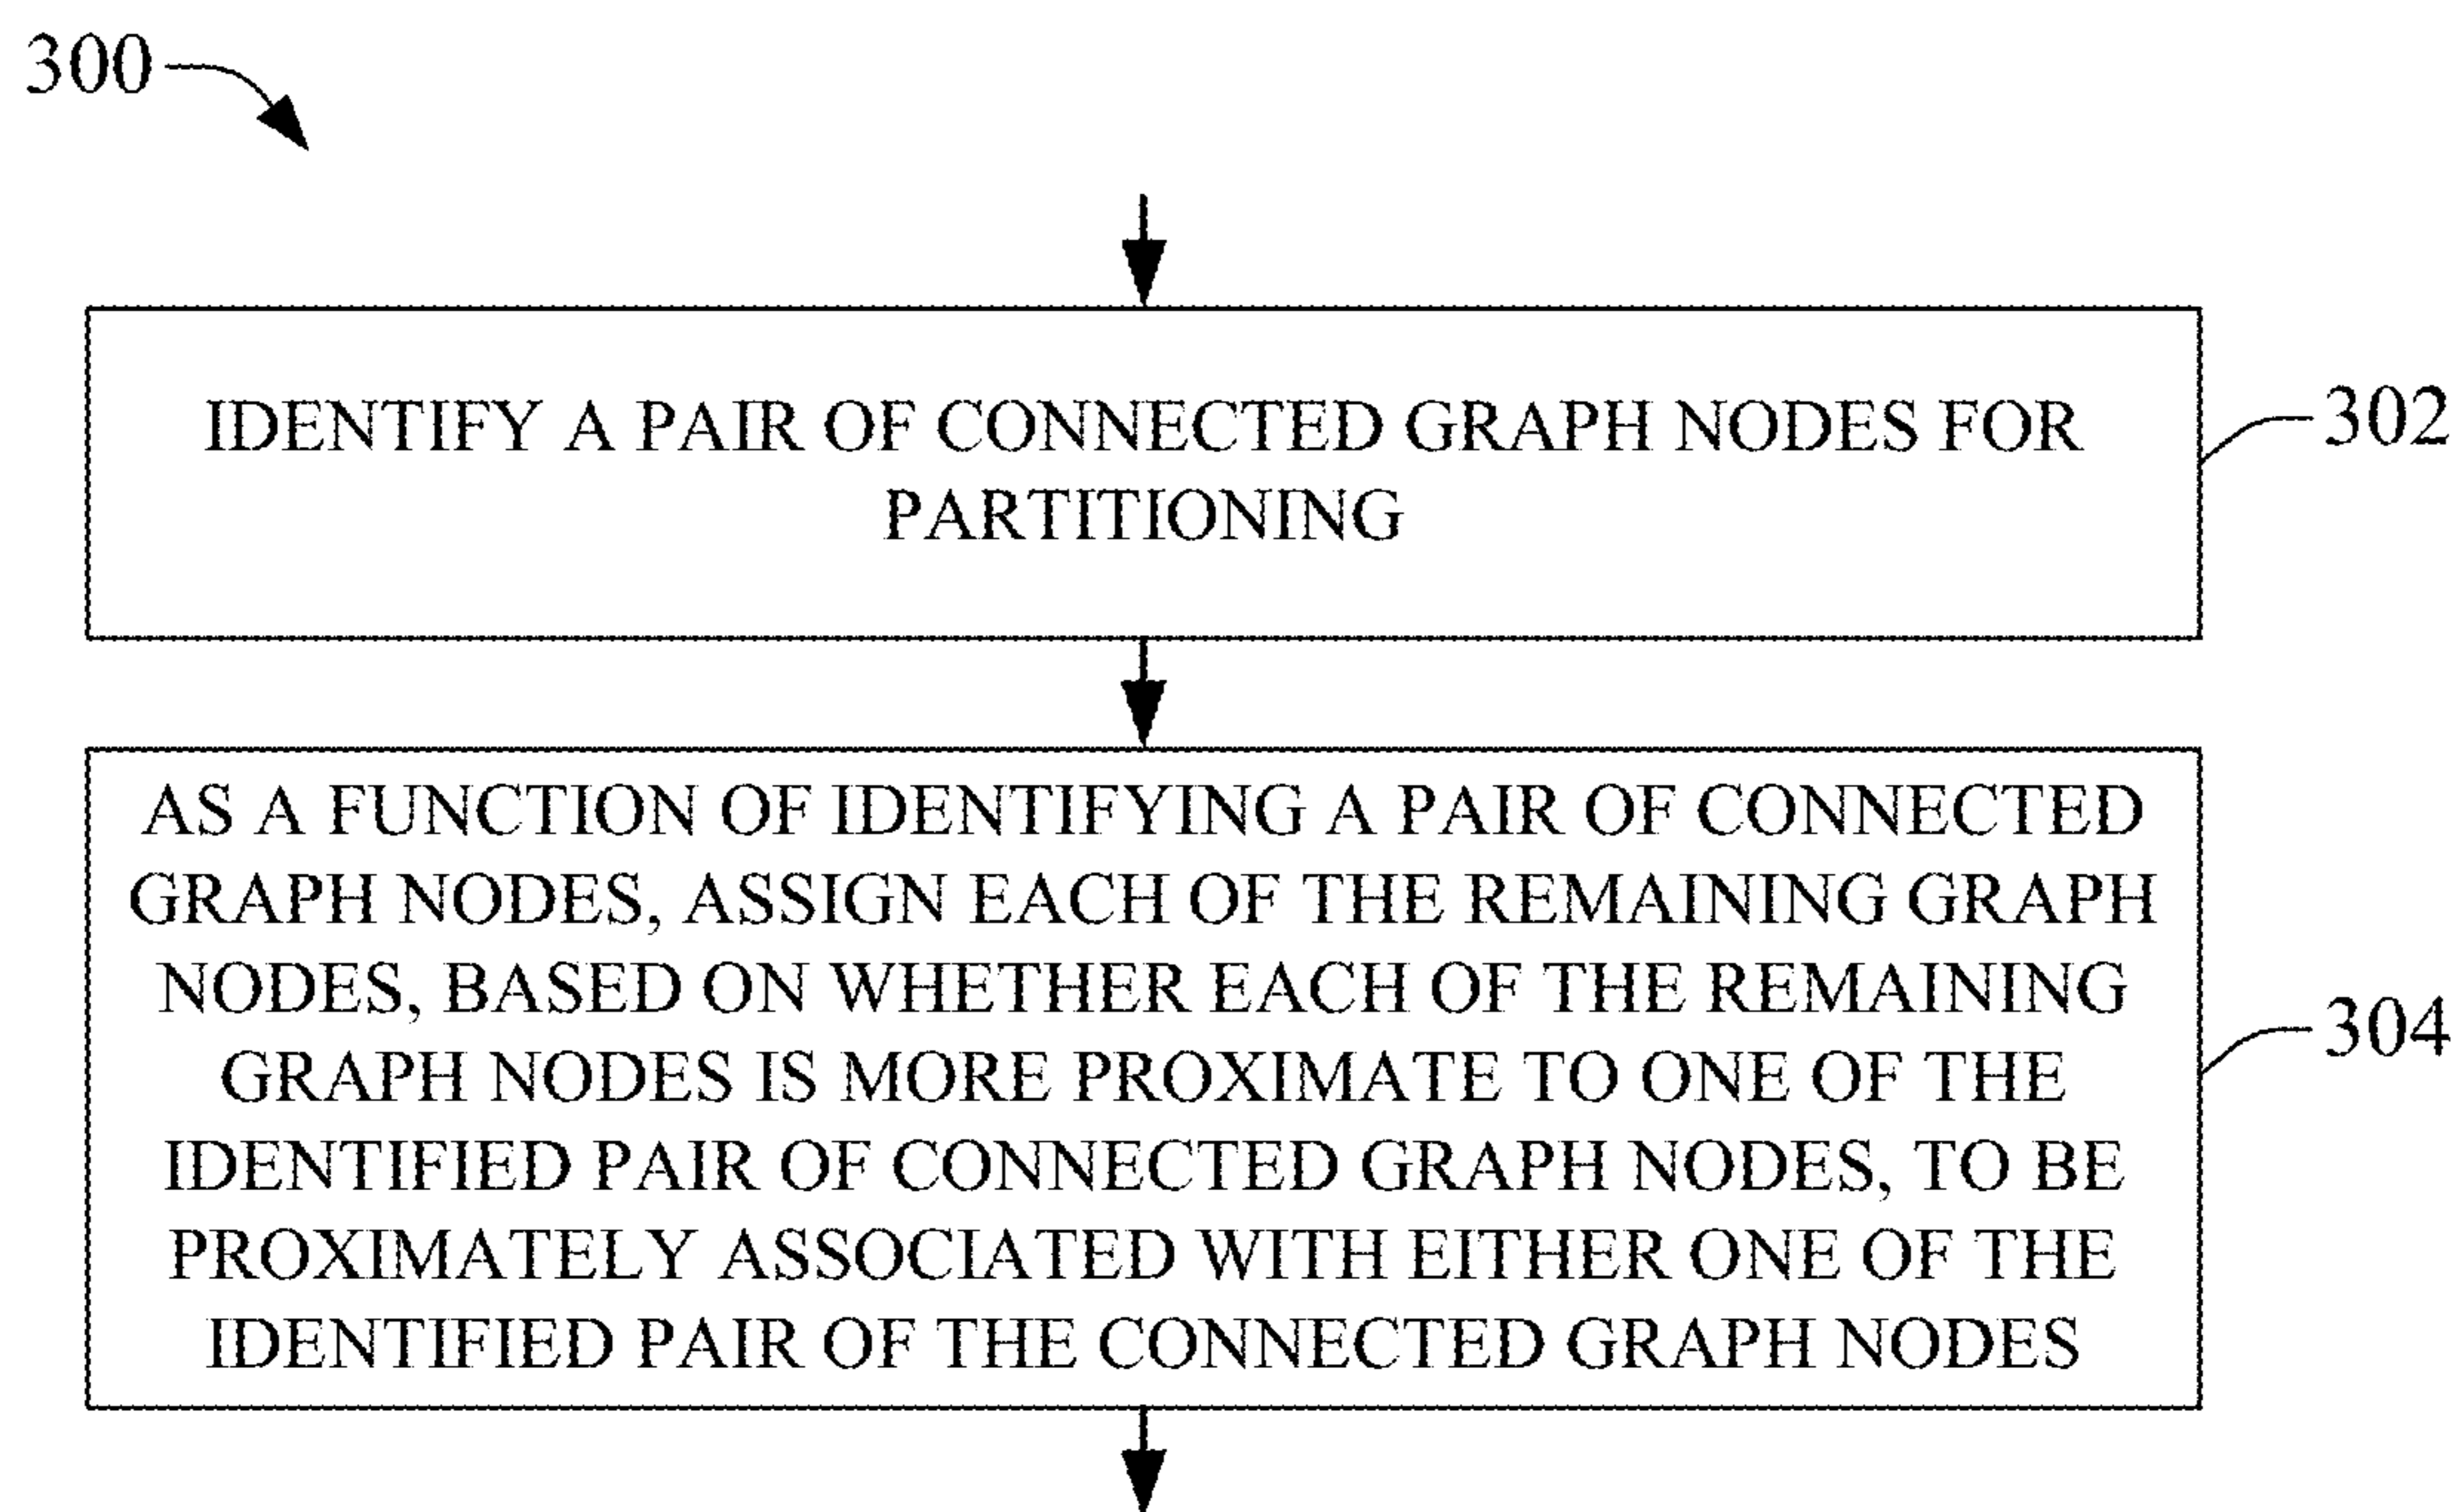 300
IDENTIFY A PAIR OF CONNECTED GRAPH NODES FOR
PARTITIONING
302
AS A FUNCTION OF IDENTIFYING A PAIR OF CONNECTED
GRAPH NODES, ASSIGN EACH OF THE REMAINING GRAPH
NODES, BASED ON WHETHER EACH OF THE REMAINING
GRAPH NODES IS MORE PROXIMATE TO ONE OF THE
IDENTIFIED PAIR OF CONNECTED GRAPH NODES, TO BE
PROXIMATELY ASSOCIATED WITH EITHER ONE OF THE
IDENTIFIED PAIR OF THE CONNECTED GRAPH NODES
304